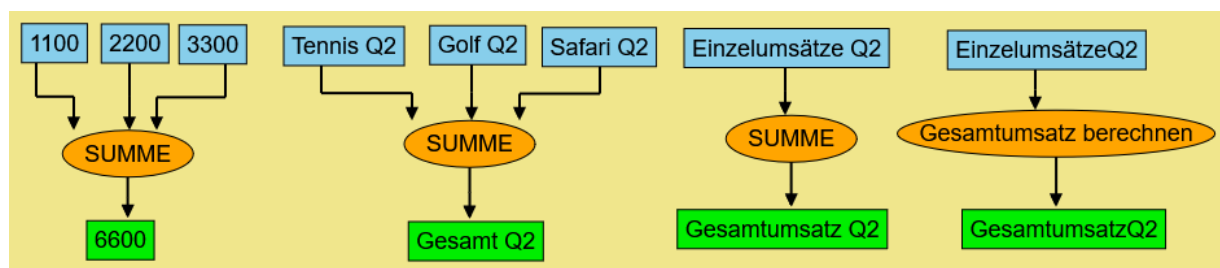 1100 2200 3300
SUMME
6600
Tennis Q2 Golf Q2 Safari Q2
SUMME
Gesamt Q2
Einzelumsätze Q2
SUMME
Gesamtumsatz Q2
EinzelumsätzeQ2
Gesamtumsatz berechnen
GesamtumsatzQ2